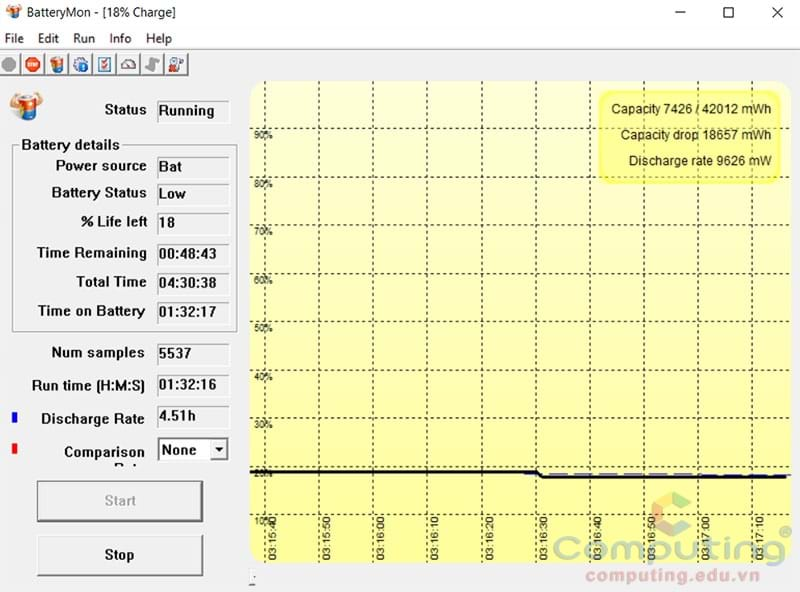 BatteryMon - [18% Charge]
File Edit Run Info Help
Status Running
Battery details
Power source Bat
Battery Status Low
% Life left 18
Time Remaining 00:48:43
Total Time 04:30:38
Time on Battery 01:32:17
Num samples 5537
Run time (H:M:S) 01:32:16
Discharge Rate 4.51h
Comparison None
Start
Stop
Capacity 7426 / 42012 mWh
Capacity drop 18657 mWh
Discharge rate 9626 mW
90%
80%
70%
60%
50%
40%
30%
20%
10%
03:15:40
03:15:50
03:16:00
03:16:10
03:16:20
03:16:30
03:16:40
03:16:50
03:17:00
03:17:10
Computing®
computing.edu.vn